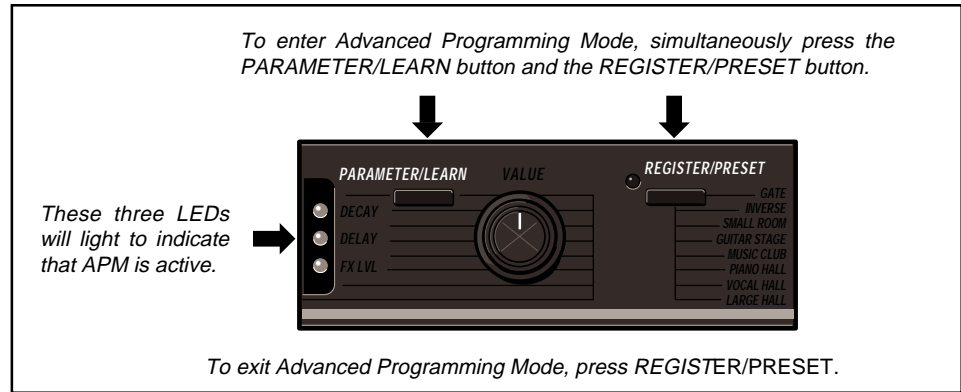 To enter Advanced Programming Mode, simultaneously press the
PARAMETER/LEARN button and the REGISTER/PRESET button.
PARAMETER/LEARN
VALUE
REGISTER/PRESET
DECAY
DELAY
FX LVL
GATE
INVERSE
SMALL ROOM
GUITAR STAGE
MUSIC CLUB
PIANO HALL
VOCAL HALL
LARGE HALL
These three LEDs
will light to indicate
that APM is active.
To exit Advanced Programming Mode, press REGISTER/PRESET.